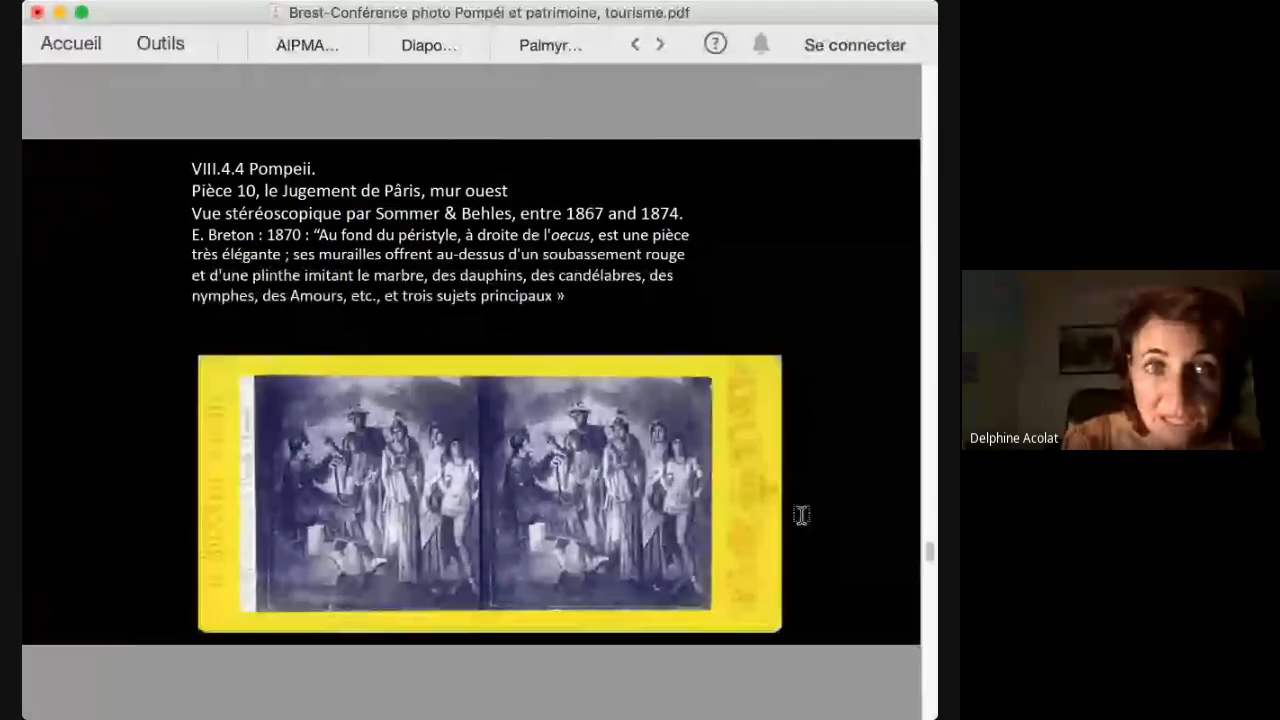 Brest-Conférence photo Pompéi et patrimoine, tourisme.pdf
Accueil Outils AIPMA... Diapo... Palmyr... < > ? Se connecter
VIII.4.4 Pompeii.
Pièce 10, le Jugement de Pâris, mur ouest
Vue stéréoscopique par Sommer & Behles, entre 1867 and 1874.
E. Breton : 1870 : “Au fond du péristyle, à droite de l'oecus, est une pièce
très élégante ; ses murailles offrent au-dessus d'un soubassement rouge
et d'une plinthe imitant le marbre, des dauphins, des candélabres, des
nymphes, des Amours, etc., et trois sujets principaux »
Delphine Acolat